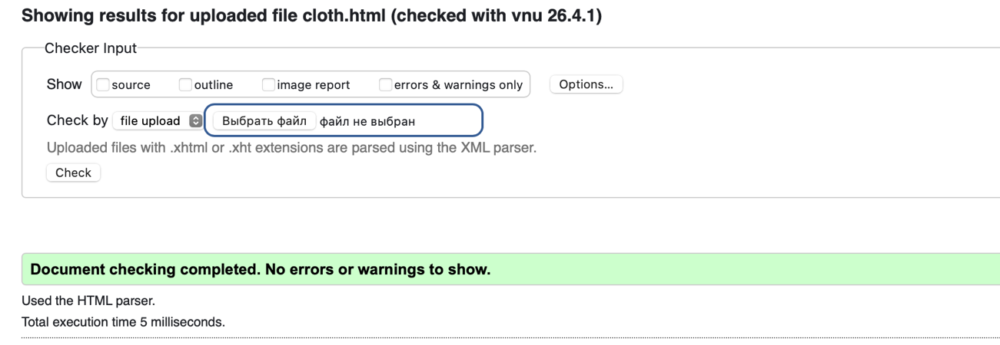 Showing results for uploaded file cloth.html (checked with vnu 26.4.1)
Checker Input
Show source outline image report errors & warnings only Options...
Check by file upload Выбрать файл файл не выбран
Uploaded files with .xhtml or .xht extensions are parsed using the XML parser.
Check
Document checking completed. No errors or warnings to show.
Used the HTML parser.
Total execution time 5 milliseconds.